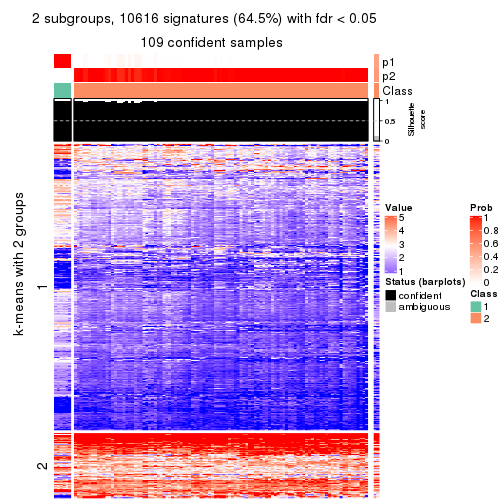 2 subgroups, 10616 signatures (64.5%) with fdr < 0.05
109 confident samples
p1
p2
Class
1
0.5
0
Silhouette
score
k-means with 2 groups
1
2
Value
5
4
3
2
1
Status (barplots)
confident
ambiguous
Prob
1
0.8
0.6
0.4
0.2
0
Class
1
2